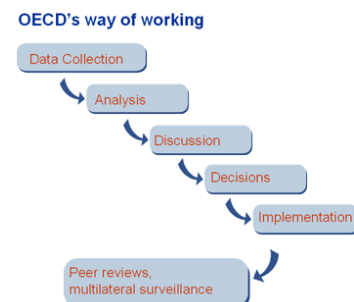 OECD's way of working
Data Collection
Analysis
Discussion
Decisions
Implementation
Peer reviews,
multilateral surveillance